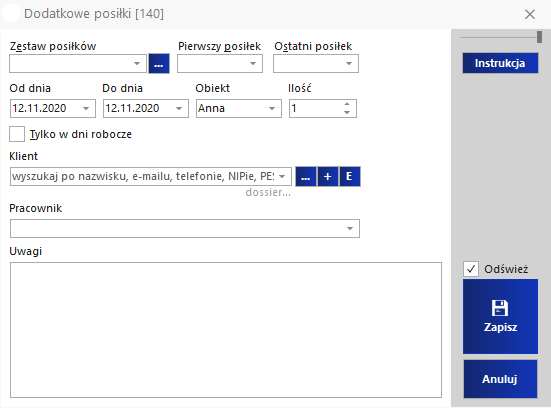 Dodatkowe posiłki [140]
Zestaw posiłków Pierwszy posiłek Ostatni posiłek
...
Instrukcja
Od dnia Do dnia Obiekt Ilość
12.11.2020 12.11.2020 Anna 1
Tylko w dni robocze
Klient
wyszukaj po nazwisku, e-mailu, telefonie, NIPie, PES ... + E
dossier...
Pracownik
Uwagi
Odśwież
Zapisz
Anuluj